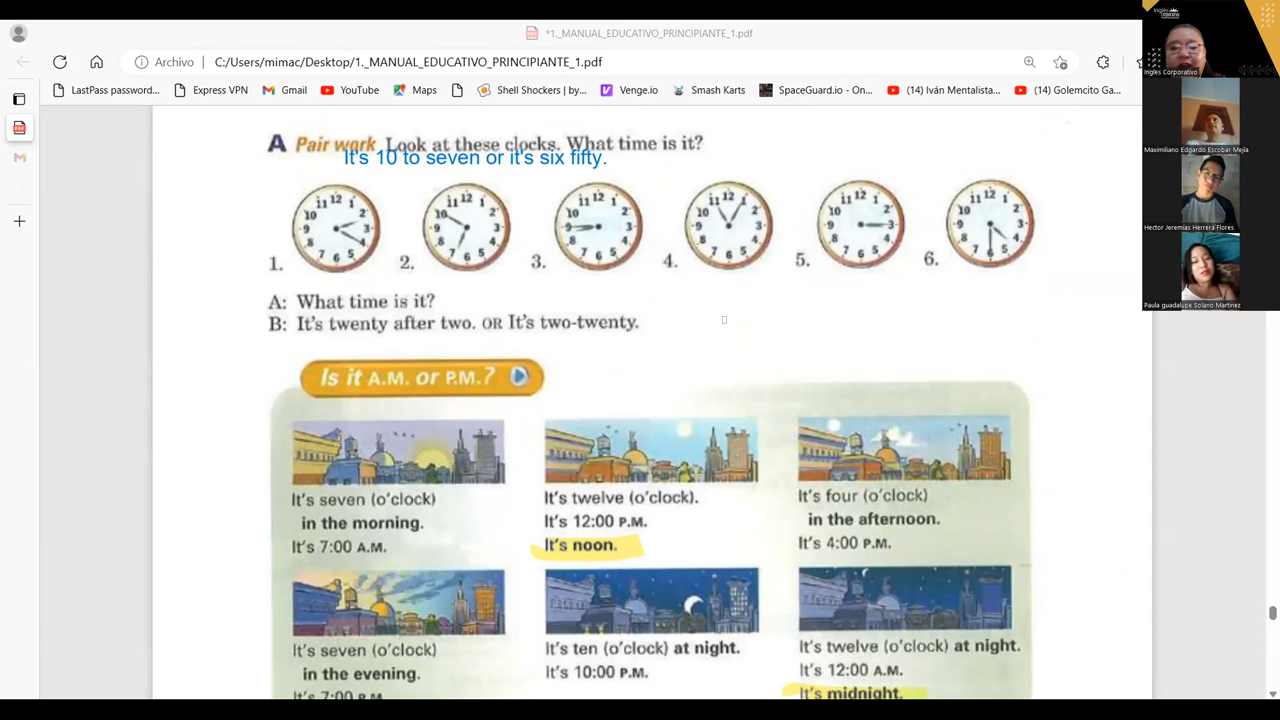 *1._MANUAL_EDUCATIVO_PRINCIPIANTE_1.pdf
Archivo C:/Users/mimac/Desktop/1._MANUAL_EDUCATIVO_PRINCIPIANTE_1.pdf
LastPass password... Express VPN Gmail YouTube Maps Shell Shockers | by... Venge.io Smash Karts SpaceGuard.io - On... (14) Iván Mentalista... (14) Golemcito Ga...
Inglés Corporativo
Ingles Corporativo
Maximiliano Edgardo Escobar Mejía
Hector Jeremías Herrera Flores
Paula guadalupe Solano Martinez
A Pair work Look at these clocks. What time is it?
It's 10 to seven or it's six fifty.
1. 2. 3. 4. 5. 6.
A: What time is it?
B: It's twenty after two. OR It's two-twenty.
Is it A.M. or P.M.?
It's seven (o'clock)
in the morning.
It's 7:00 A.M.
It's twelve (o'clock).
It's 12:00 P.M.
It's noon.
It's four (o'clock)
in the afternoon.
It's 4:00 P.M.
It's seven (o'clock)
in the evening.
It's 7:00 P.M.
It's ten (o'clock) at night.
It's 10:00 P.M.
It's twelve (o'clock) at night.
It's 12:00 A.M.
It's midnight.